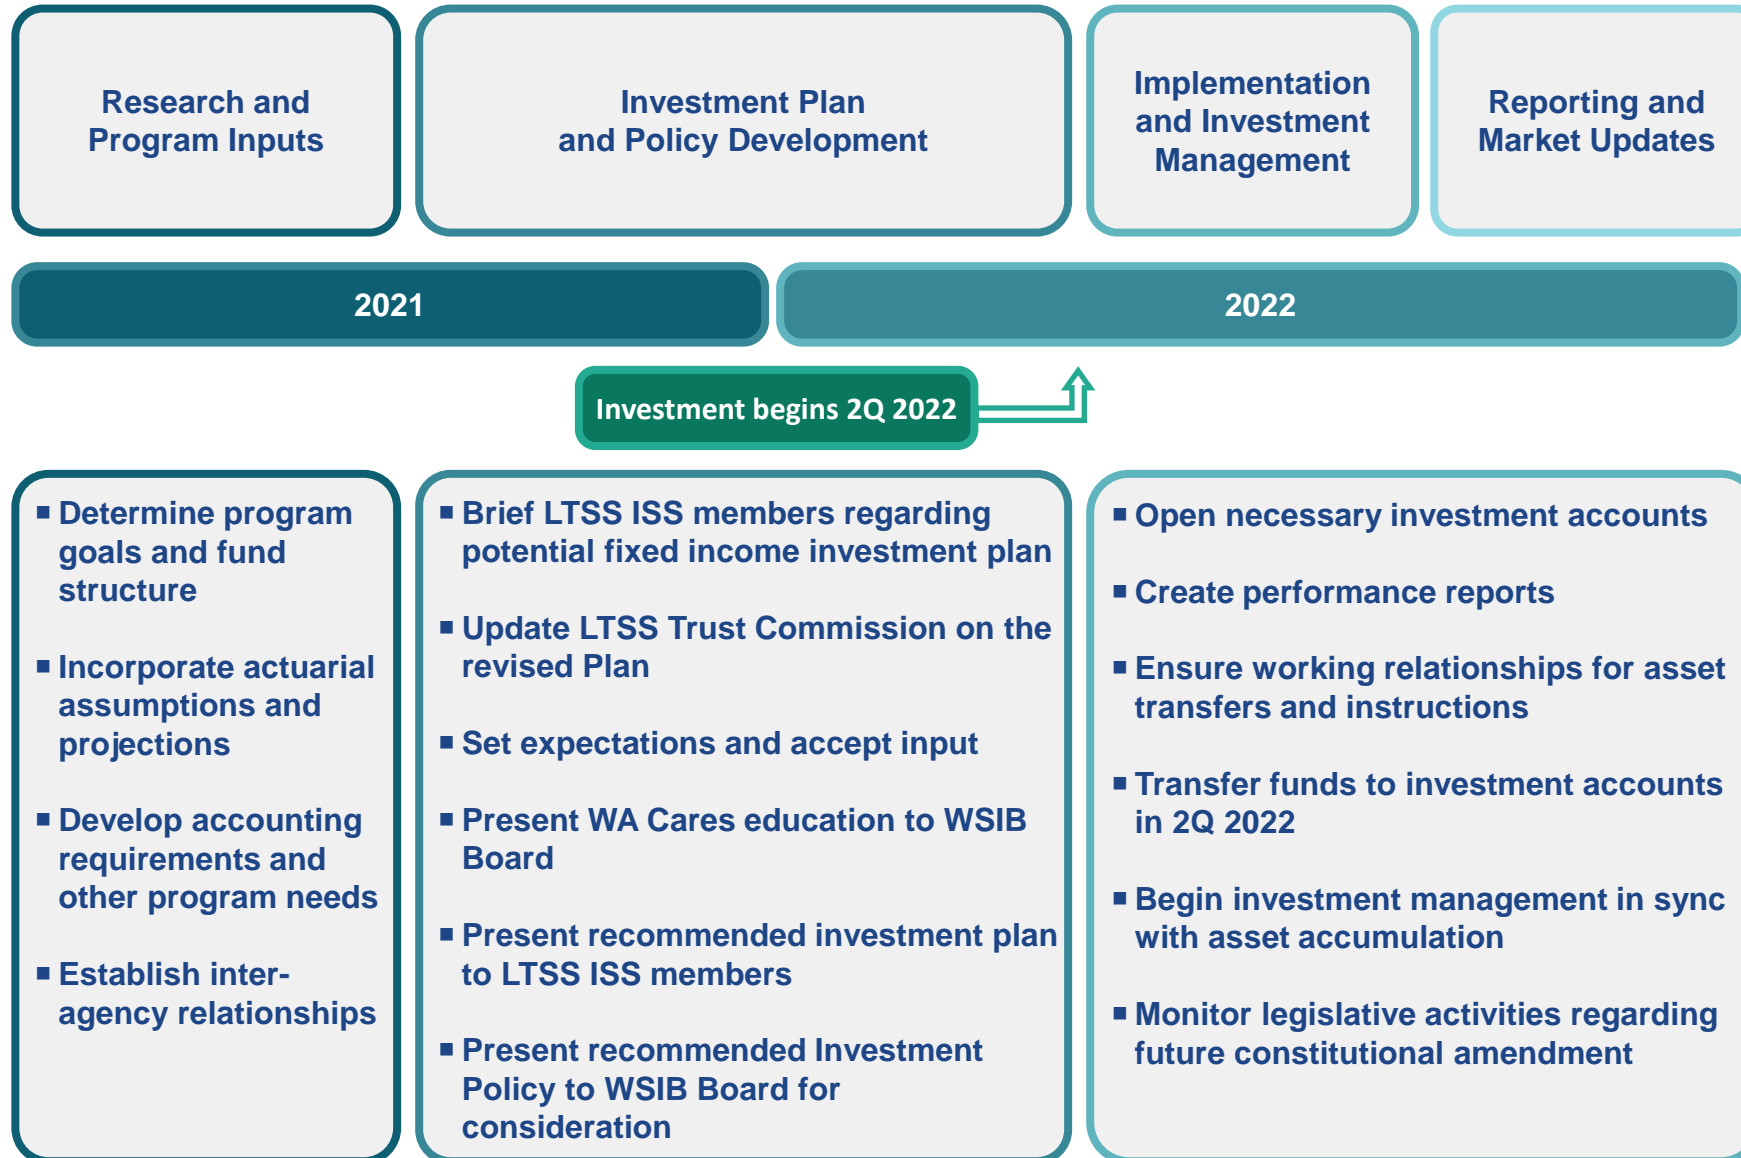 Research and
Program Inputs
Investment Plan
and Policy Development
Implementation
and Investment
Management
Reporting and
Market Updates
2021
2022
Investment begins 2Q 2022
▪ Determine program
goals and fund
structure
▪ Incorporate actuarial
assumptions and
projections
▪ Develop accounting
requirements and
other program needs
▪ Establish inter-
agency relationships
▪ Brief LTSS ISS members regarding
potential fixed income investment plan
▪ Update LTSS Trust Commission on the
revised Plan
▪ Set expectations and accept input
▪ Present WA Cares education to WSIB
Board
▪ Present recommended investment plan
to LTSS ISS members
▪ Present recommended Investment
Policy to WSIB Board for
consideration
▪ Open necessary investment accounts
▪ Create performance reports
▪ Ensure working relationships for asset
transfers and instructions
▪ Transfer funds to investment accounts
in 2Q 2022
▪ Begin investment management in sync
with asset accumulation
▪ Monitor legislative activities regarding
future constitutional amendment